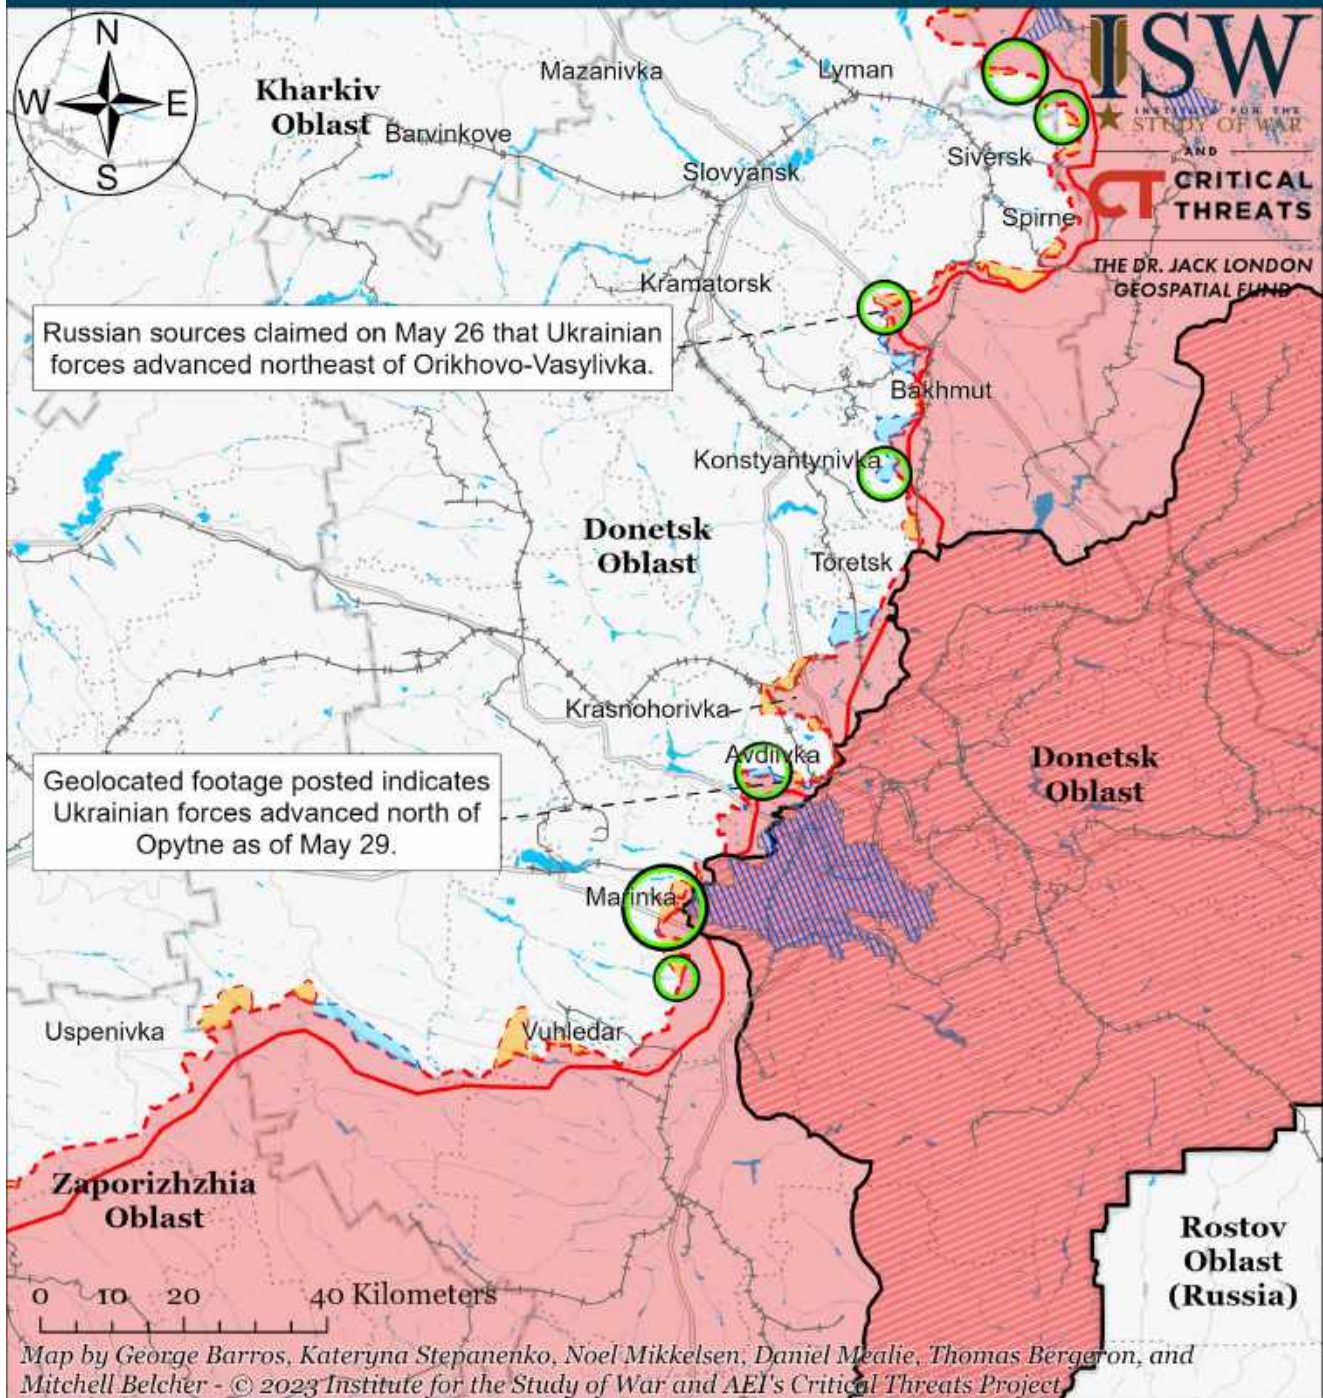 N
W
E
S
ISW
INSTITUTE FOR THE
STUDY OF WAR
AND
CT CRITICAL
THREATS
THE DR. JACK LONDON
GEOSPATIAL FUND
Kharkiv
Oblast
Barvinkove
Mazanivka
Lyman
Slovyansk
Siversk
Spirne
Kramatorsk
Russian sources claimed on May 26 that Ukrainian
forces advanced northeast of Orikhovo-Vasylivka.
Bakhmut
Konstyantynivka
Donetsk
Oblast
Toretsk
Krasnohorivka
Avdiivka
Donetsk
Oblast
Geolocated footage posted indicates
Ukrainian forces advanced north of
Opytne as of May 29.
Marinka
Uspenivka
Vuhledar
Zaporizhzhia
Oblast
Rostov
Oblast
(Russia)
0 10 20 40 Kilometers
Map by George Barros, Kateryna Stepanenko, Noel Mikkelsen, Daniel Mealie, Thomas Bergeron, and
Mitchell Belcher - © 2023 Institute for the Study of War and AEI's Critical Threats Project